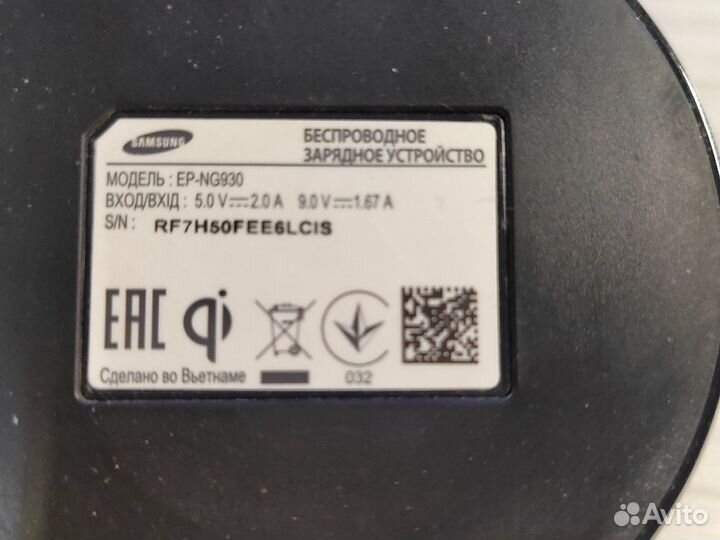 SAMSUNG
БЕСПРОВОДНОЕ
ЗАРЯДНОЕ УСТРОЙСТВО
МОДЕЛЬ : EP-NG930
ВХОД/ВХІД : 5.0 V⎓2.0 A 9.0 V⎓1.67 A
S/N : RF7H50FEE6LCIS
EAC qi
032
Сделано во Вьетнаме
Avito